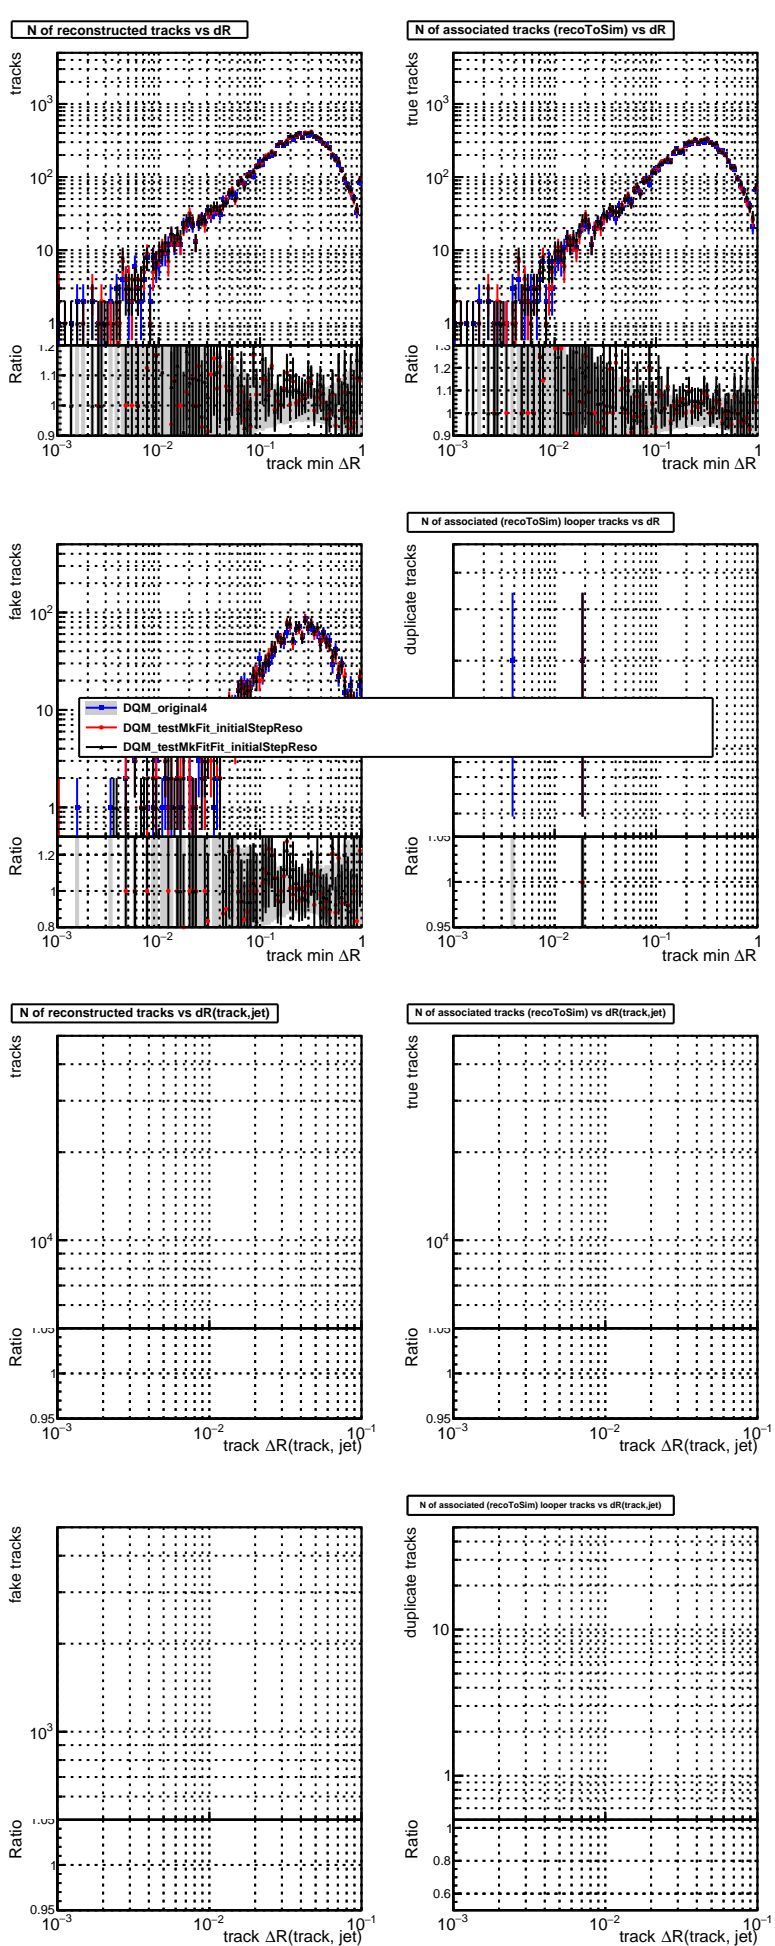 N of reconstructed tracks vs dR
tracks
10³
10²
10
1
1.2
Ratio
1.1
1
0.9
10⁻³ 10⁻² 10⁻¹ 1
track min ΔR
N of associated tracks (recoToSim) vs dR
true tracks
10³
10²
10
1
1.3
Ratio
1.2
1.1
1
0.9
10⁻³ 10⁻² 10⁻¹ 1
track min ΔR
fake tracks
10²
10
1
Ratio
1.2
1
0.8
10⁻³ 10⁻² 10⁻¹ 1
track min ΔR
N of associated (recoToSim) looper tracks vs dR
duplicate tracks
1.05
Ratio
1
0.95
10⁻³ 10⁻² 10⁻¹ 1
track min ΔR
DQM_original4
DQM_testMkFit_initialStepReso
DQM_testMkFitFit_initialStepReso
N of reconstructed tracks vs dR(track,jet)
tracks
10⁴
1.05
Ratio
1
0.95
10⁻³ 10⁻² 10⁻¹
track ΔR(track, jet)
N of associated tracks (recoToSim) vs dR(track,jet)
true tracks
10⁴
1.05
Ratio
1
0.95
10⁻³ 10⁻² 10⁻¹
track ΔR(track, jet)
fake tracks
10³
1.05
Ratio
1
0.95
10⁻³ 10⁻² 10⁻¹
track ΔR(track, jet)
N of associated (recoToSim) looper tracks vs dR(track,jet)
duplicate tracks
10
1
Ratio
1
0.8
0.6
10⁻³ 10⁻² 10⁻¹
track ΔR(track, jet)